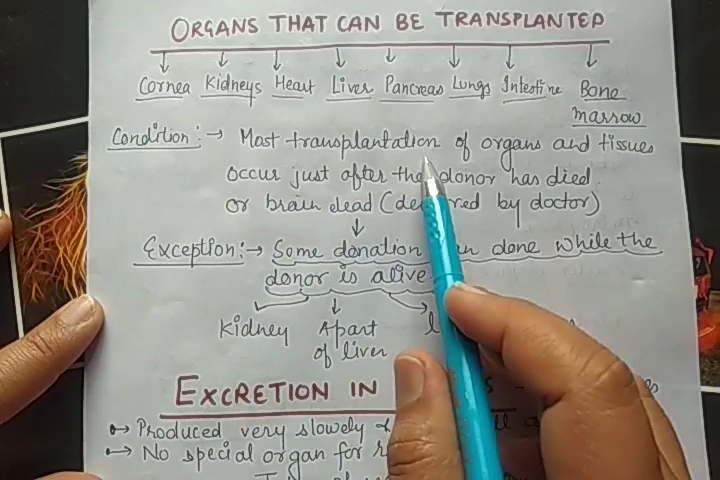 ORGANS THAT CAN BE TRANSPLANTED
Cornea Kidneys Heart Liver Pancreas Lungs Intestine Bone marrow
Condition:→ Most transplantation of organs and tissues
occur just after the donor has died
or brain dead (by doctor)
Exception:→ Some donation done while the
donor is alive.
Kidney A part
of liver
EXCRETION IN
Produced very slowly &
No special organ for